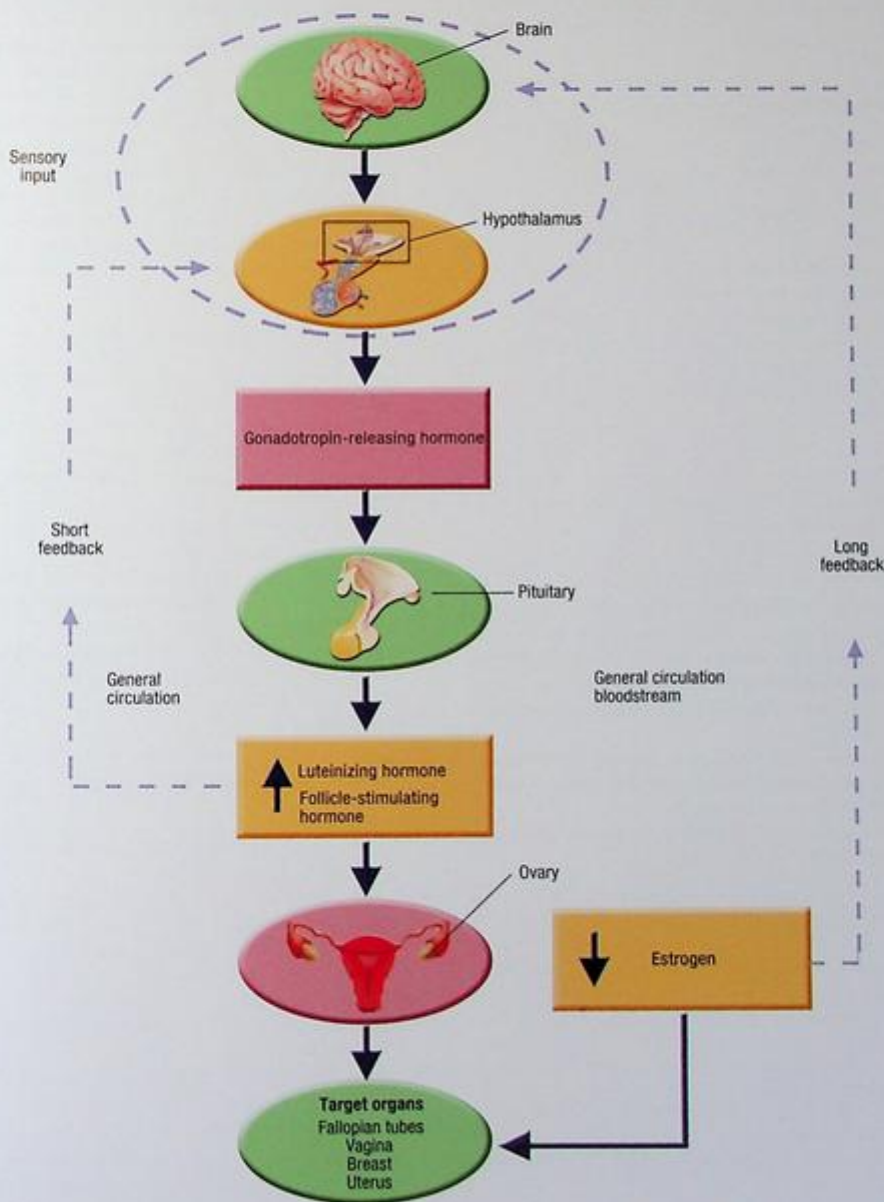 Brain
Sensory
input
Hypothalamus
Gonadotropin-releasing hormone
Short
feedback
Long
feedback
Pituitary
General
circulation
General circulation
bloodstream
Luteinizing hormone
Follicle-stimulating
hormone
Ovary
Estrogen
Target organs
Fallopian tubes
Vagina
Breast
Uterus